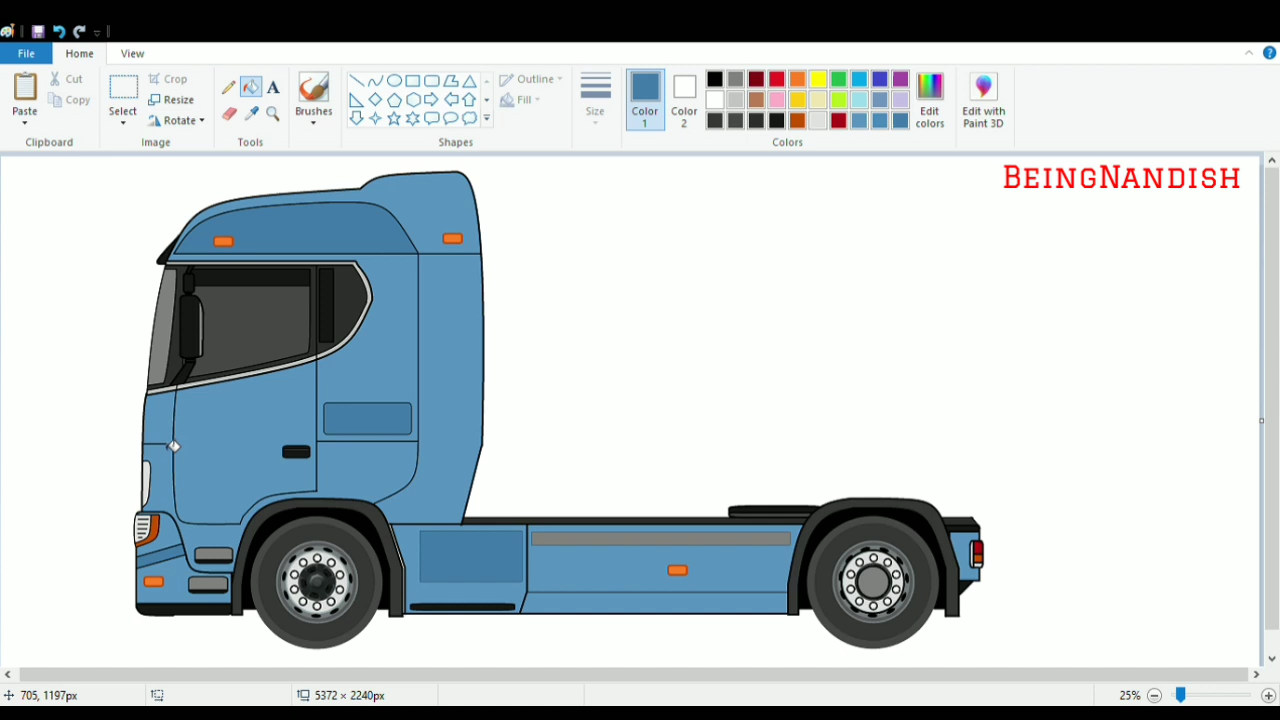 File Home View
Paste
Cut
Copy
Clipboard
Select
Crop
Resize
Rotate
Image
A
Tools
Brushes
Shapes
Outline
Fill
Size
Color 1
Color 2
Colors
Edit colors
Edit with Paint 3D
BeingNandish
705, 1197px
5372 × 2240px
25%